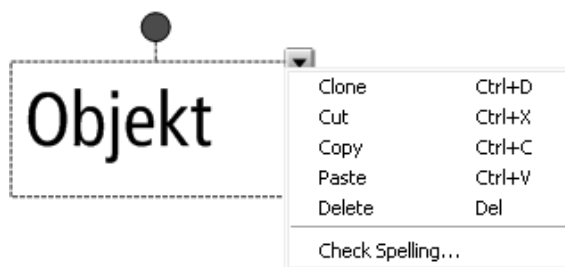 Objekt
Clone Ctrl+D
Cut Ctrl+X
Copy Ctrl+C
Paste Ctrl+V
Delete Del
Check Spelling...